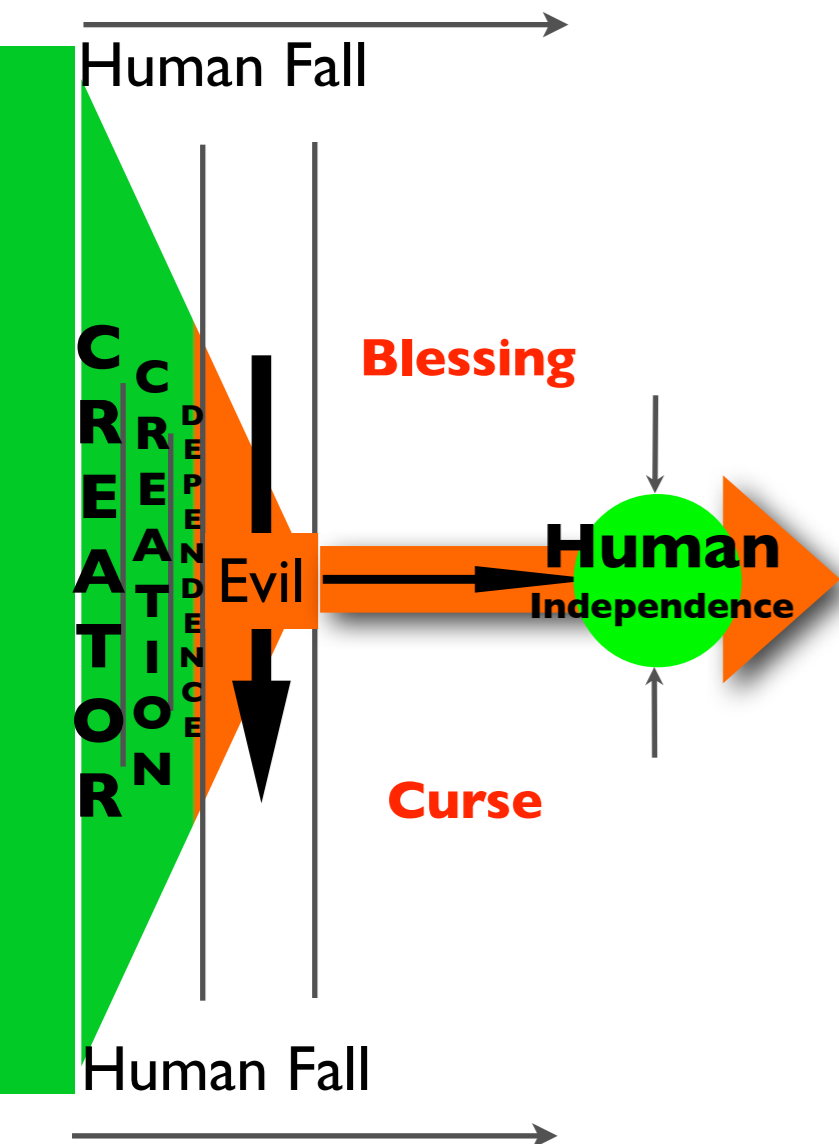 Human Fall
CREATOR
CREATION
DEPENDENCE
Blessing
Evil
Human
Independence
Curse
Human Fall